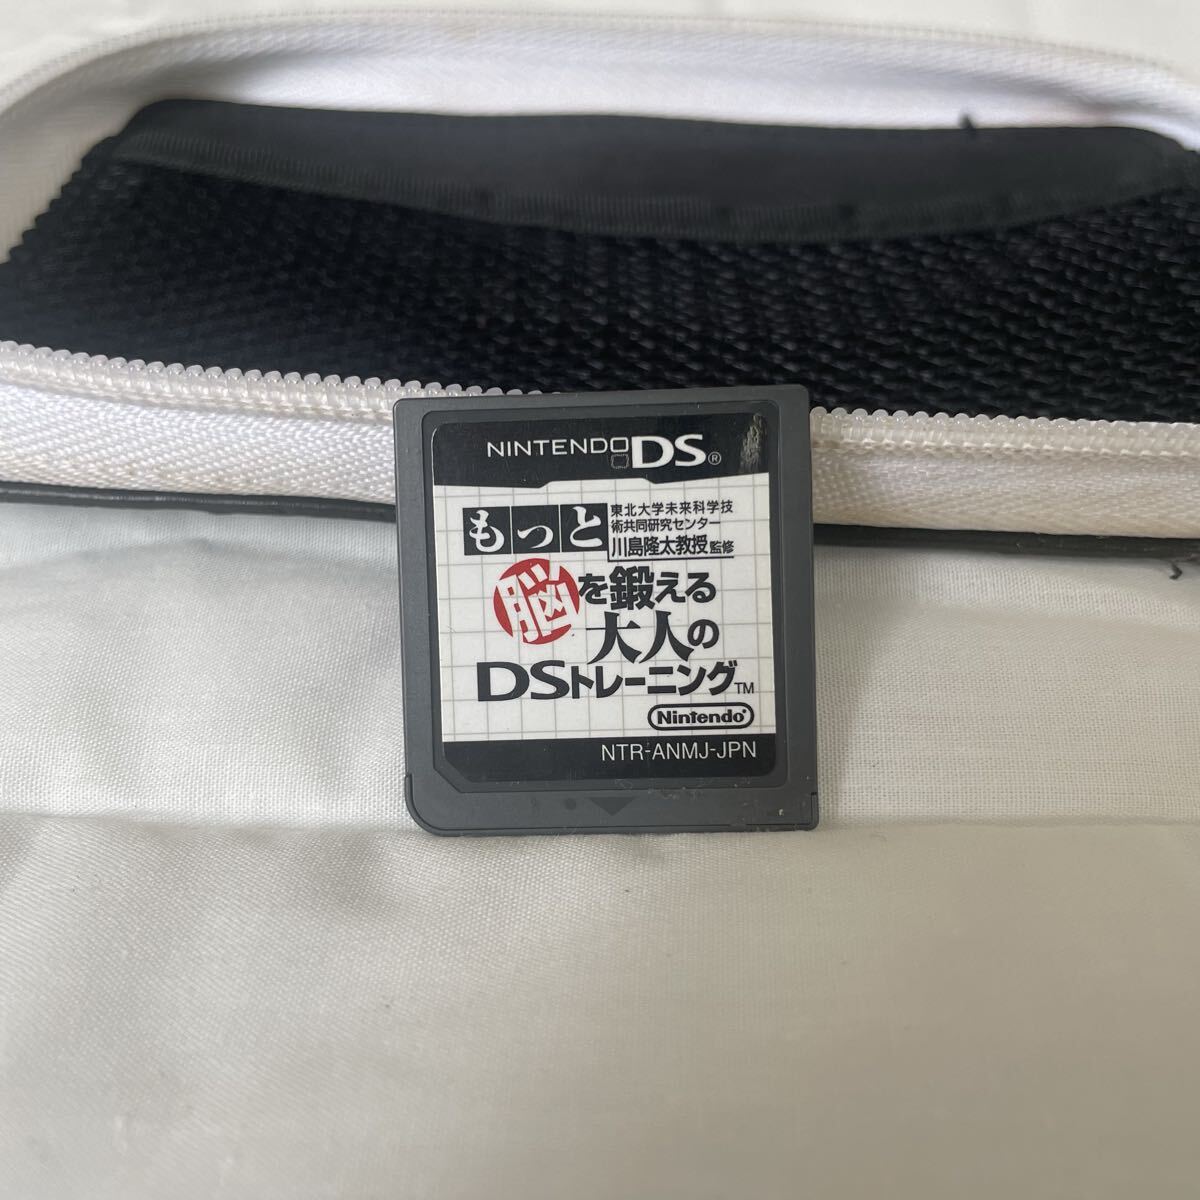 NINTENDO DS®
もっと
東北大学未来科学技
術共同研究センター
川島隆太教授監修
脳を鍛える
大人の
DSトレーニング™
Nintendo®
NTR-ANMJ-JPN